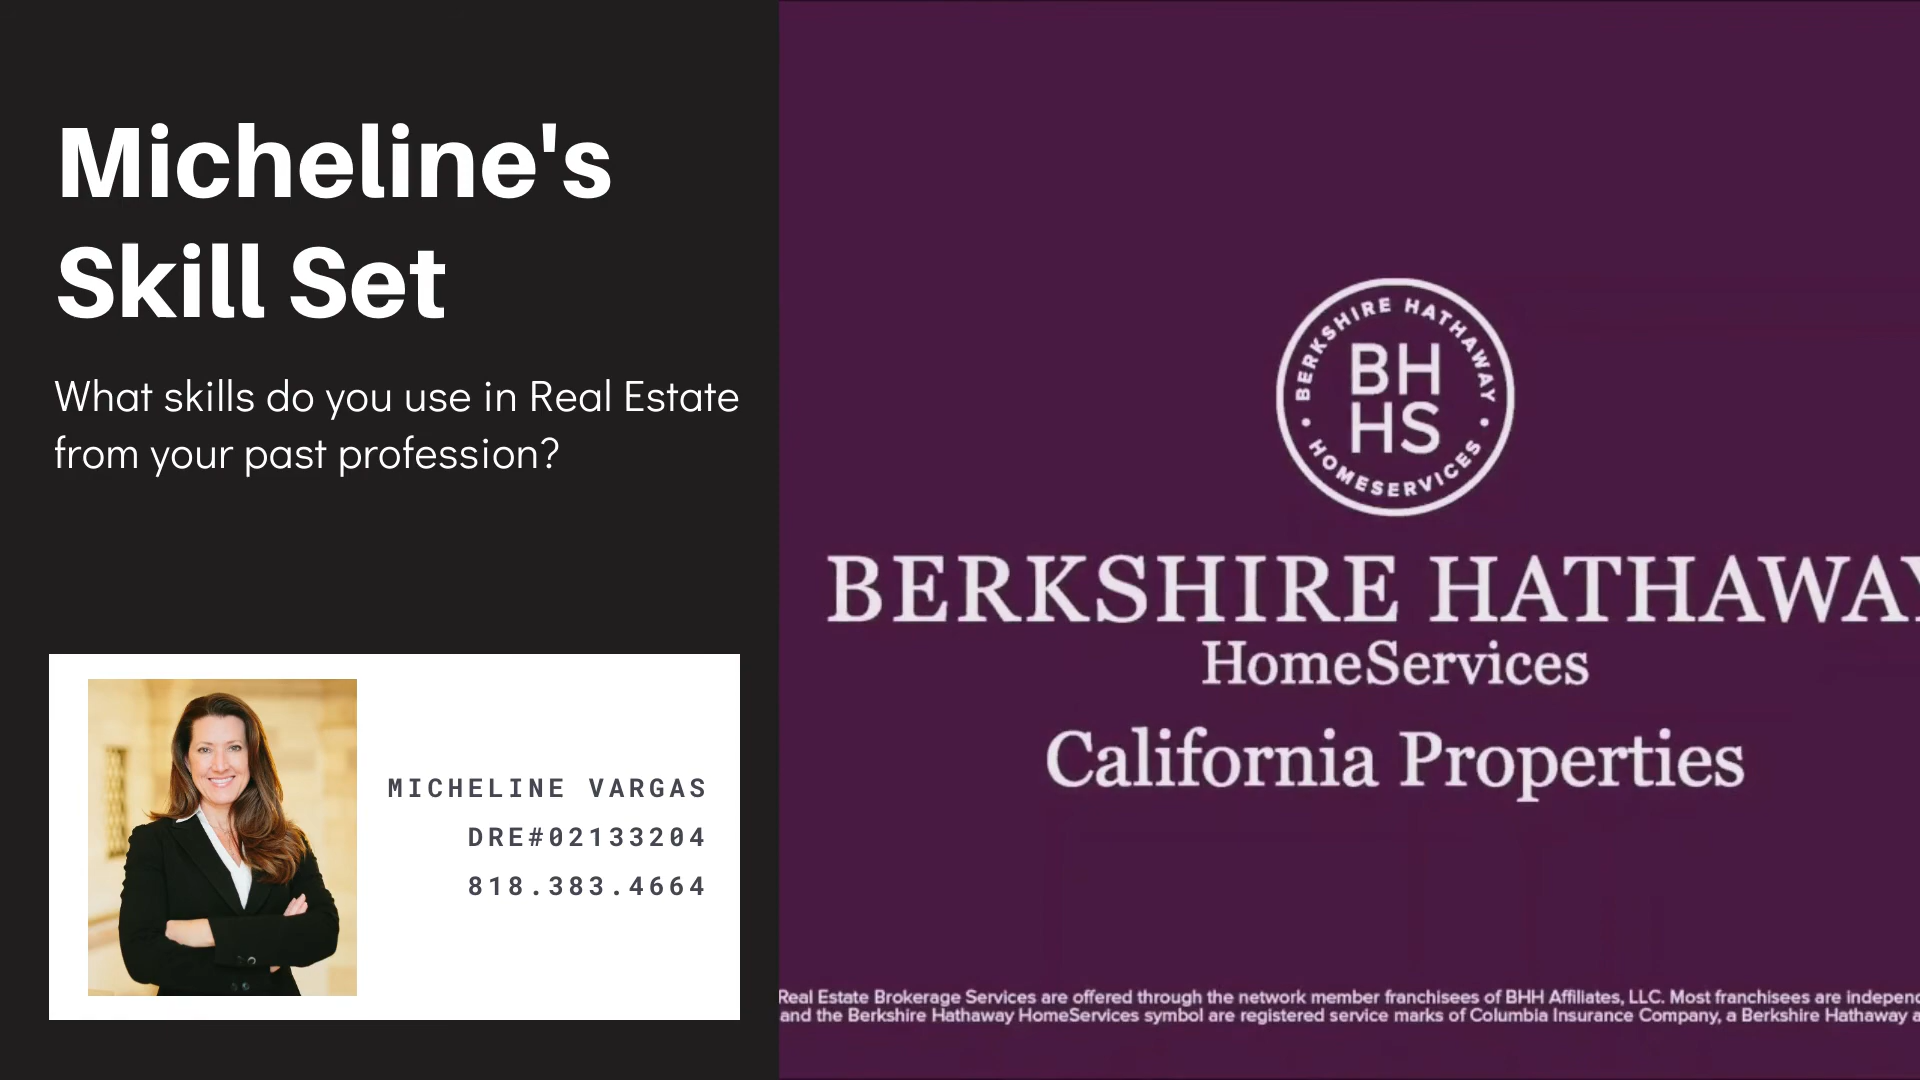 Micheline's
Skill Set
What skills do you use in Real Estate
from your past profession?
MICHELINE VARGAS
DRE#02133204
818.383.4664
BERKSHIRE HATHAWAY
HOMESERVICES
BH
HS
BERKSHIRE HATHAWAY
HomeServices
California Properties
Real Estate Brokerage Services are offered through the network member franchisees of BHH Affiliates, LLC. Most franchisees are independ
and the Berkshire Hathaway HomeServices symbol are registered service marks of Columbia Insurance Company, a Berkshire Hathaway a